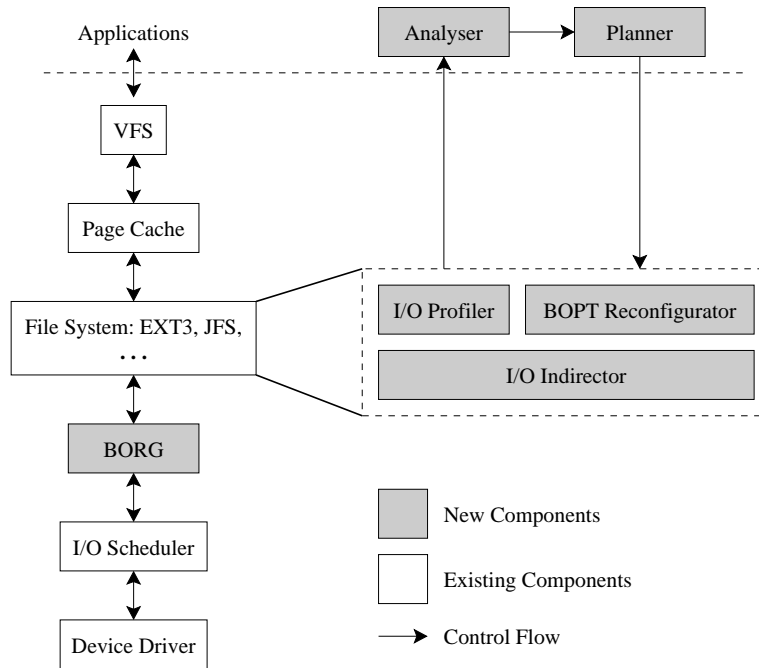 Applications
Analyser
Planner
VFS
Page Cache
File System: EXT3, JFS,
...
I/O Profiler
BOPT Reconfigurator
I/O Indirector
BORG
I/O Scheduler
Device Driver
New Components
Existing Components
Control Flow